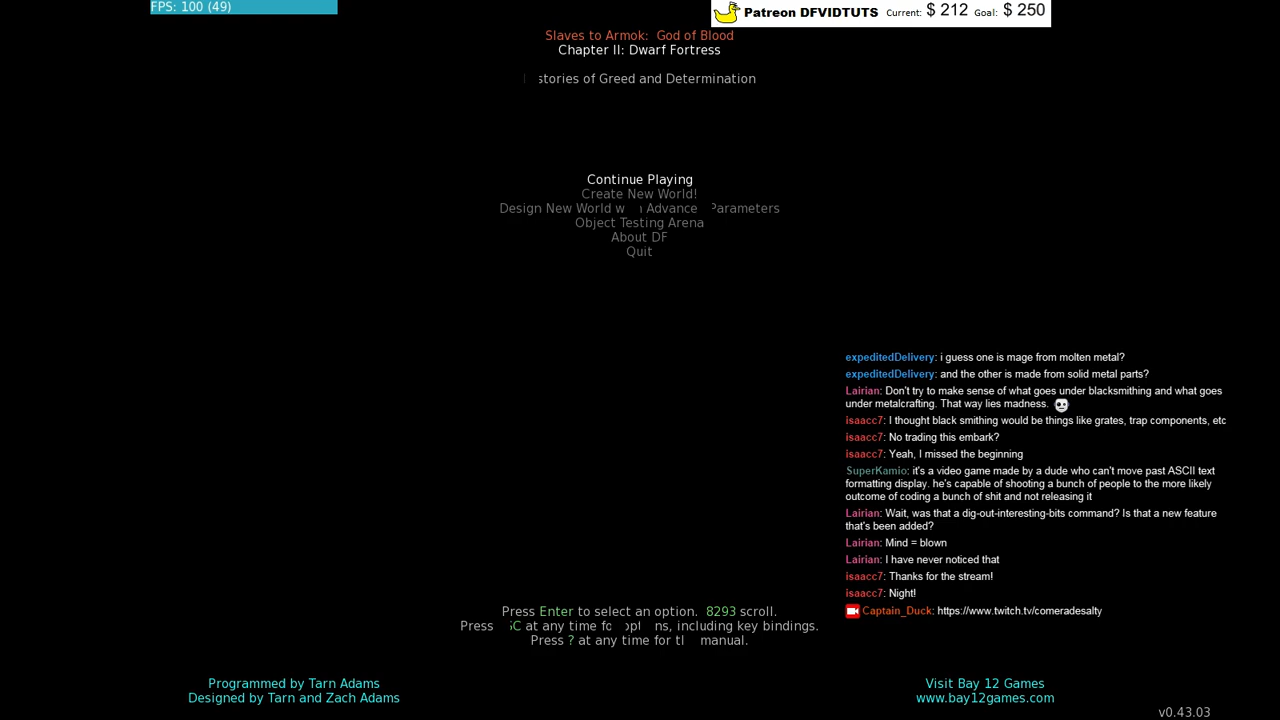 FPS: 100 (49)
Patreon DFVIDTUTS Current: $ 212 Goal: $ 250
Slaves to Armok: God of Blood
Chapter II: Dwarf Fortress
stories of Greed and Determination
Continue Playing
Create New World!
Design New World w Advance Parameters
Object Testing Arena
About DF
Quit
expeditedDelivery: i guess one is mage from molten metal?
expeditedDelivery: and the other is made from solid metal parts?
Lairian: Don't try to make sense of what goes under blacksmithing and what goes
under metalcrafting. That way lies madness.
isaacc7: I thought black smithing would be things like grates, trap components, etc
isaacc7: No trading this embark?
isaacc7: Yeah, I missed the beginning
SuperKamio: it's a video game made by a dude who can't move past ASCII text
formatting display. he's capable of shooting a bunch of people to the more likely
outcome of coding a bunch of shit and not releasing it
Lairian: Wait, was that a dig-out-interesting-bits command? Is that a new feature
that's been added?
Lairian: Mind = blown
Lairian: I have never noticed that
isaacc7: Thanks for the stream!
isaacc7: Night!
Captain_Duck: https://www.twitch.tv/comeradesalty
Press Enter to select an option. 8293 scroll.
Press SC at any time fo opt ns, including key bindings.
Press ? at any time for tl manual.
Programmed by Tarn Adams
Designed by Tarn and Zach Adams
Visit Bay 12 Games
www.bay12games.com
v0.43.03